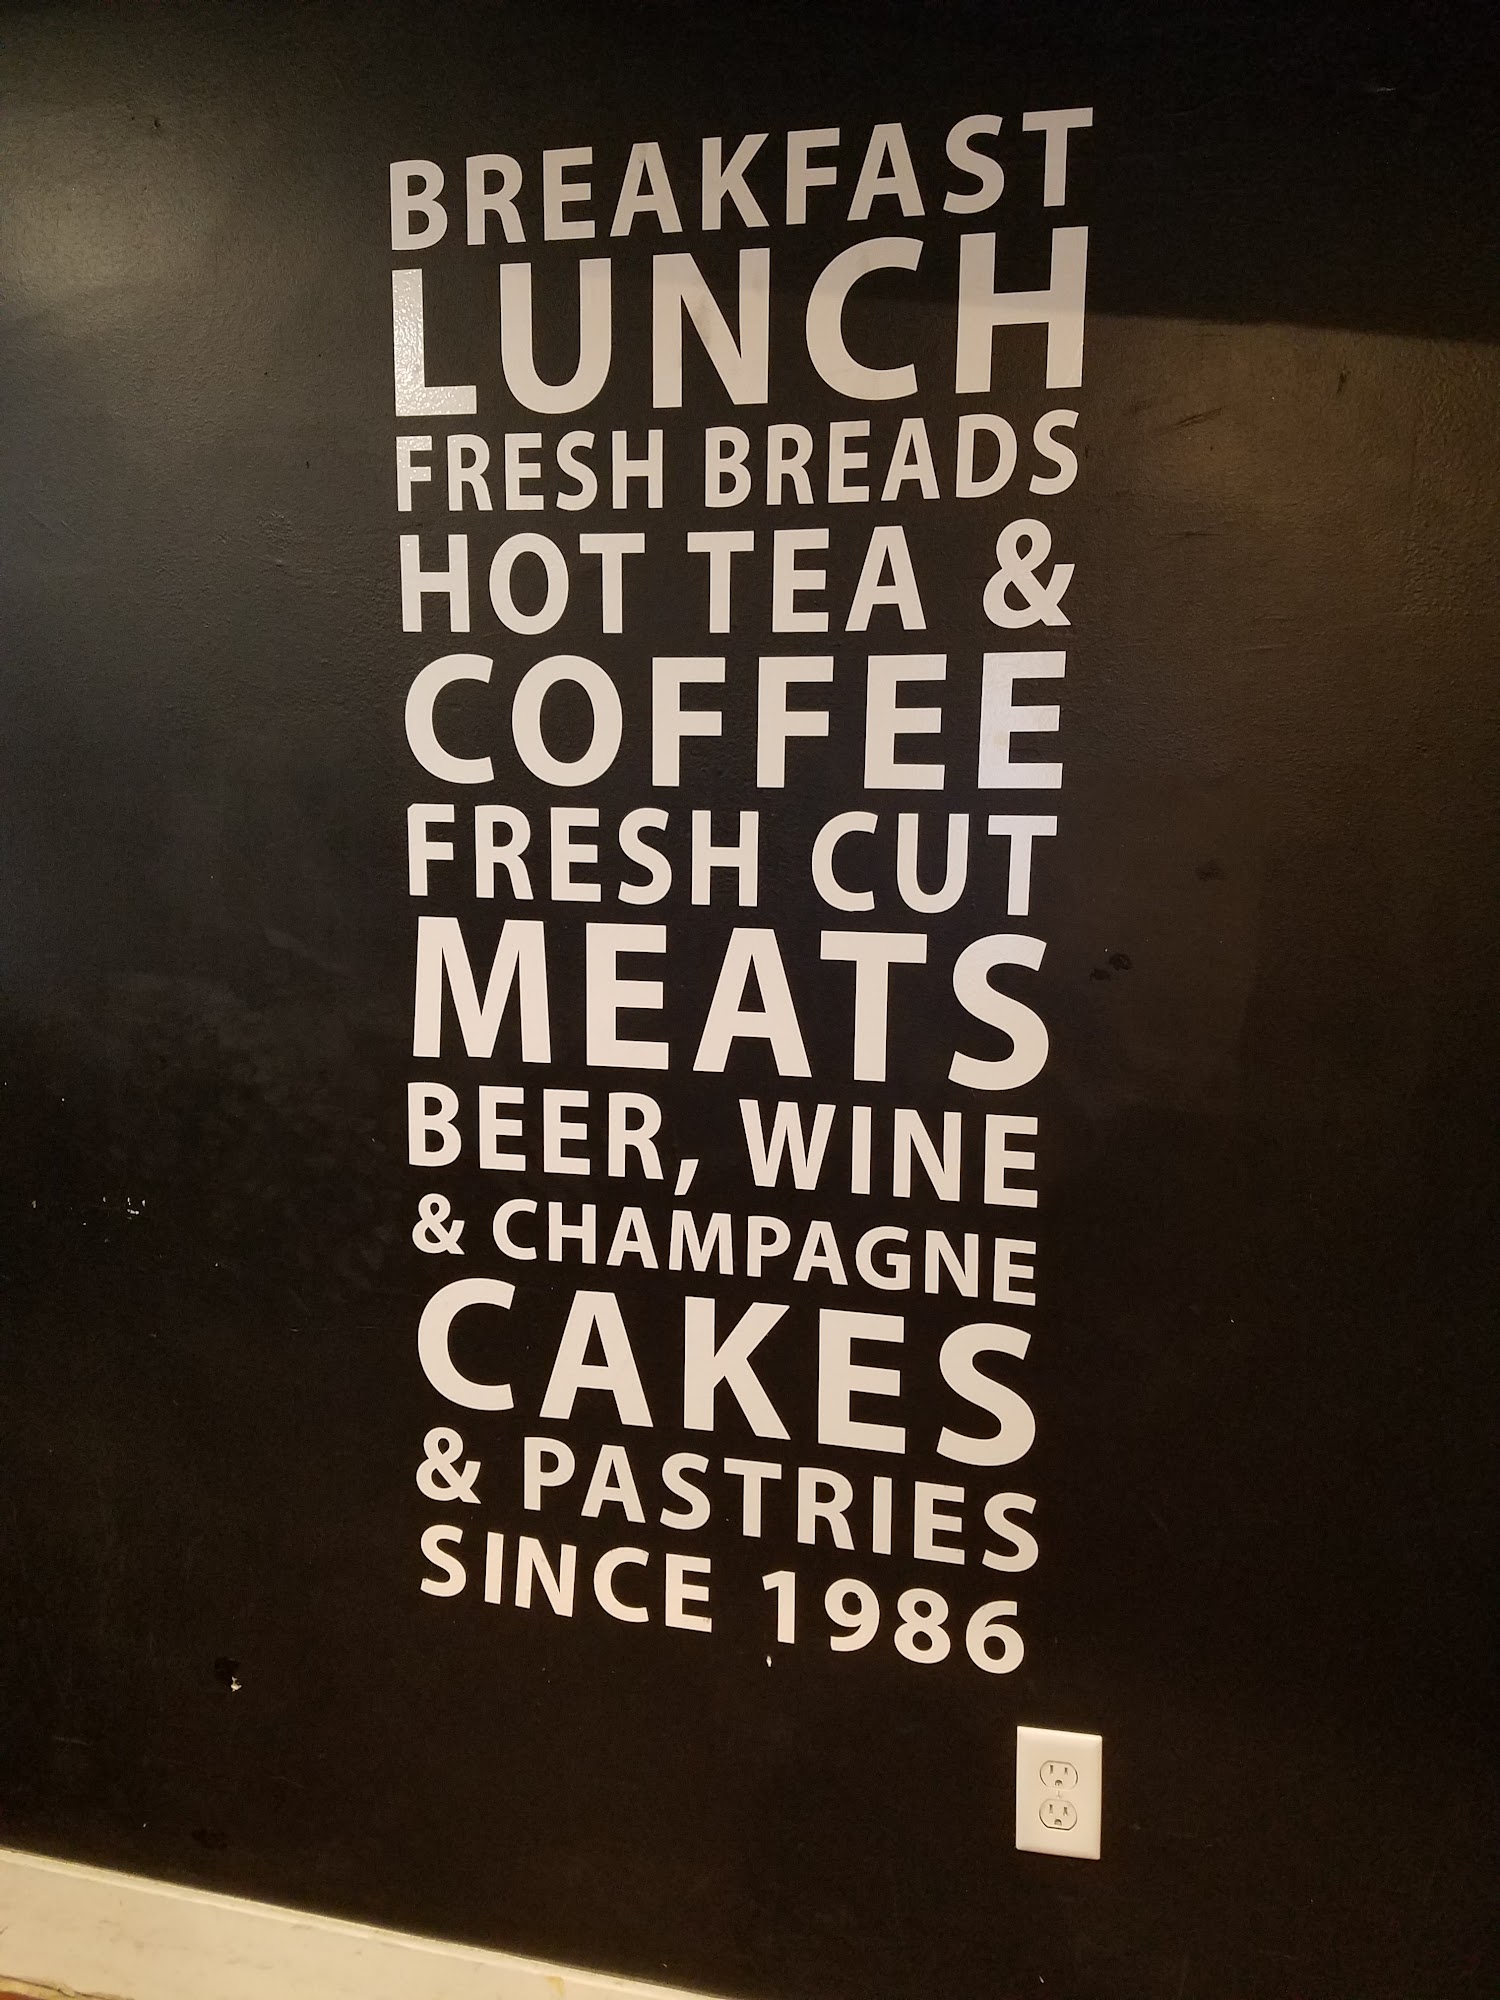 BREAKFAST
LUNCH
FRESH BREADS
HOT TEA &
COFFEE
FRESH CUT
MEATS
BEER, WINE
& CHAMPAGNE
CAKES
& PASTRIES
SINCE 1986